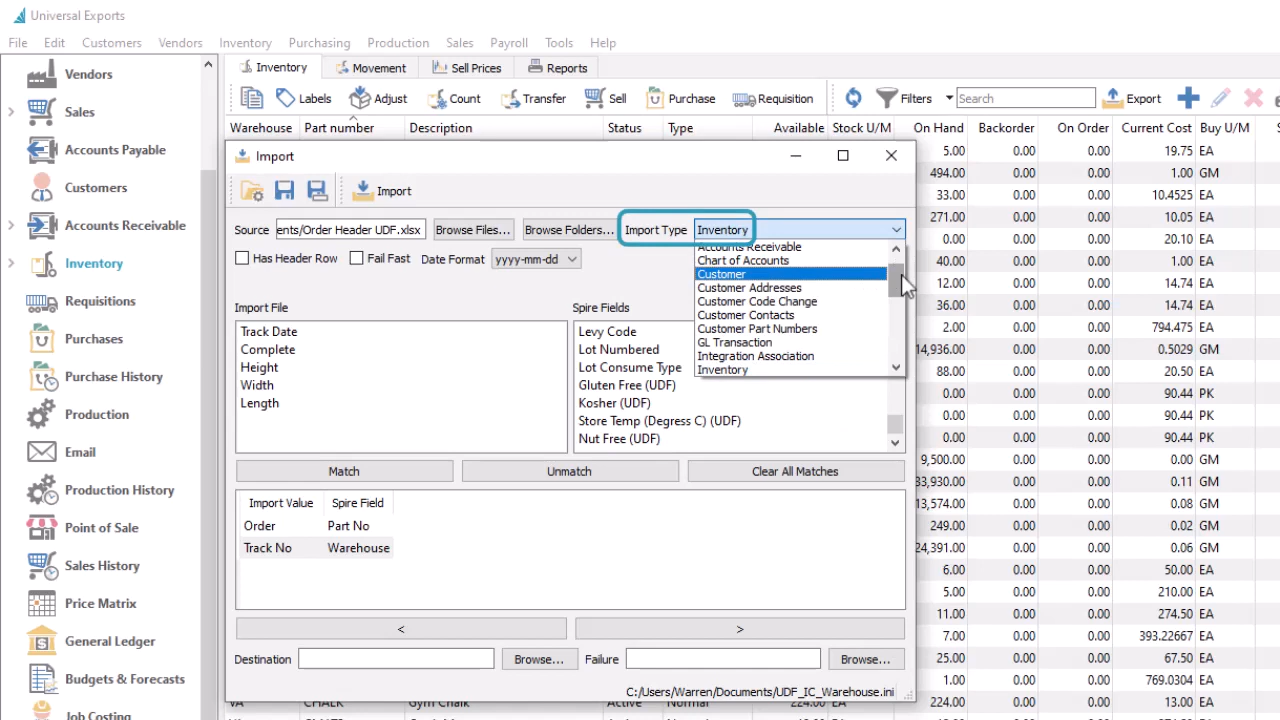 Universal Exports
File Edit Customers Vendors Inventory Purchasing Production Sales Payroll Tools Help
Vendors
Sales
Accounts Payable
Customers
Accounts Receivable
Inventory
Requisitions
Purchases
Purchase History
Production
Email
Production History
Point of Sale
Sales History
Price Matrix
General Ledger
Budgets & Forecasts
Job Costing
Inventory Movement Sell Prices Reports
Labels Adjust Count Transfer Sell Purchase Requisition Filters Search Export
Warehouse Part number Description Status Type Available Stock U/M On Hand Backorder On Order Current Cost Buy U/M
Import
Import
Source ents/Order Header UDF.xlsx Browse Files... Browse Folders... Import Type Inventory
Has Header Row Fail Fast Date Format yyyy-mm-dd
Accounts Receivable
Chart of Accounts
Customer
Customer Addresses
Customer Code Change
Customer Contacts
Customer Part Numbers
GL Transaction
Integration Association
Inventory
Import File
Track Date
Complete
Height
Width
Length
Spire Fields
Levy Code
Lot Numbered
Lot Consume Type
Gluten Free (UDF)
Kosher (UDF)
Store Temp (Degress C) (UDF)
Nut Free (UDF)
Match Unmatch Clear All Matches
Import Value Spire Field
Order Part No
Track No Warehouse
< >
Destination Browse... Failure Browse...
C:/Users/Warren/Documents/UDF_IC_Warehouse.ini
5.00 0.00 0.00 19.75 EA
494.00 0.00 0.00 1.00 GM
33.00 0.00 0.00 10.4525 EA
271.00 0.00 0.00 10.05 EA
0.00 0.00 0.00 20.10 EA
40.00 0.00 0.00 1.00 EA
12.00 0.00 0.00 14.74 EA
36.00 0.00 0.00 14.74 EA
2.00 0.00 0.00 794.475 EA
14,936.00 0.00 0.00 0.5029 GM
88.00 0.00 0.00 20.50 EA
0.00 0.00 0.00 90.44 PK
0.00 0.00 0.00 90.44 PK
0.00 0.00 0.00 90.44 PK
9,500.00 0.00 0.00 0.00 GM
33,930.00 0.00 0.00 0.11 GM
13,574.00 0.00 0.00 0.08 GM
249.00 0.00 0.00 0.02 GM
24,391.00 0.00 0.00 0.06 GM
6.00 0.00 0.00 50.00 EA
5.00 0.00 0.00 210.00 EA
11.00 0.00 0.00 274.50 EA
7.00 0.00 0.00 393.22667 EA
25.00 0.00 0.00 67.50 EA
1.00 0.00 0.00 769.0304 EA
VA CHALK Gym Chalk Active Normal 224.00 EA 224.00 0.00 0.00 13.00 EA